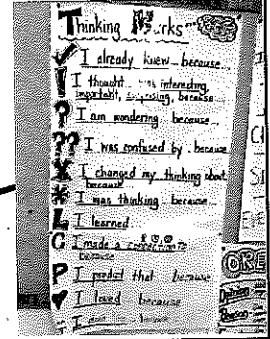 Thinking Marks
✓ I already knew... because...
! I thought... was interesting,
important, surprising, because...
? I am wondering... because...
?? I was confused by... because
I changed my thinking about
because
* I was thinking because...
L I learned...
C I made a connection to
because
P I predict that because
♥ I loved because
I